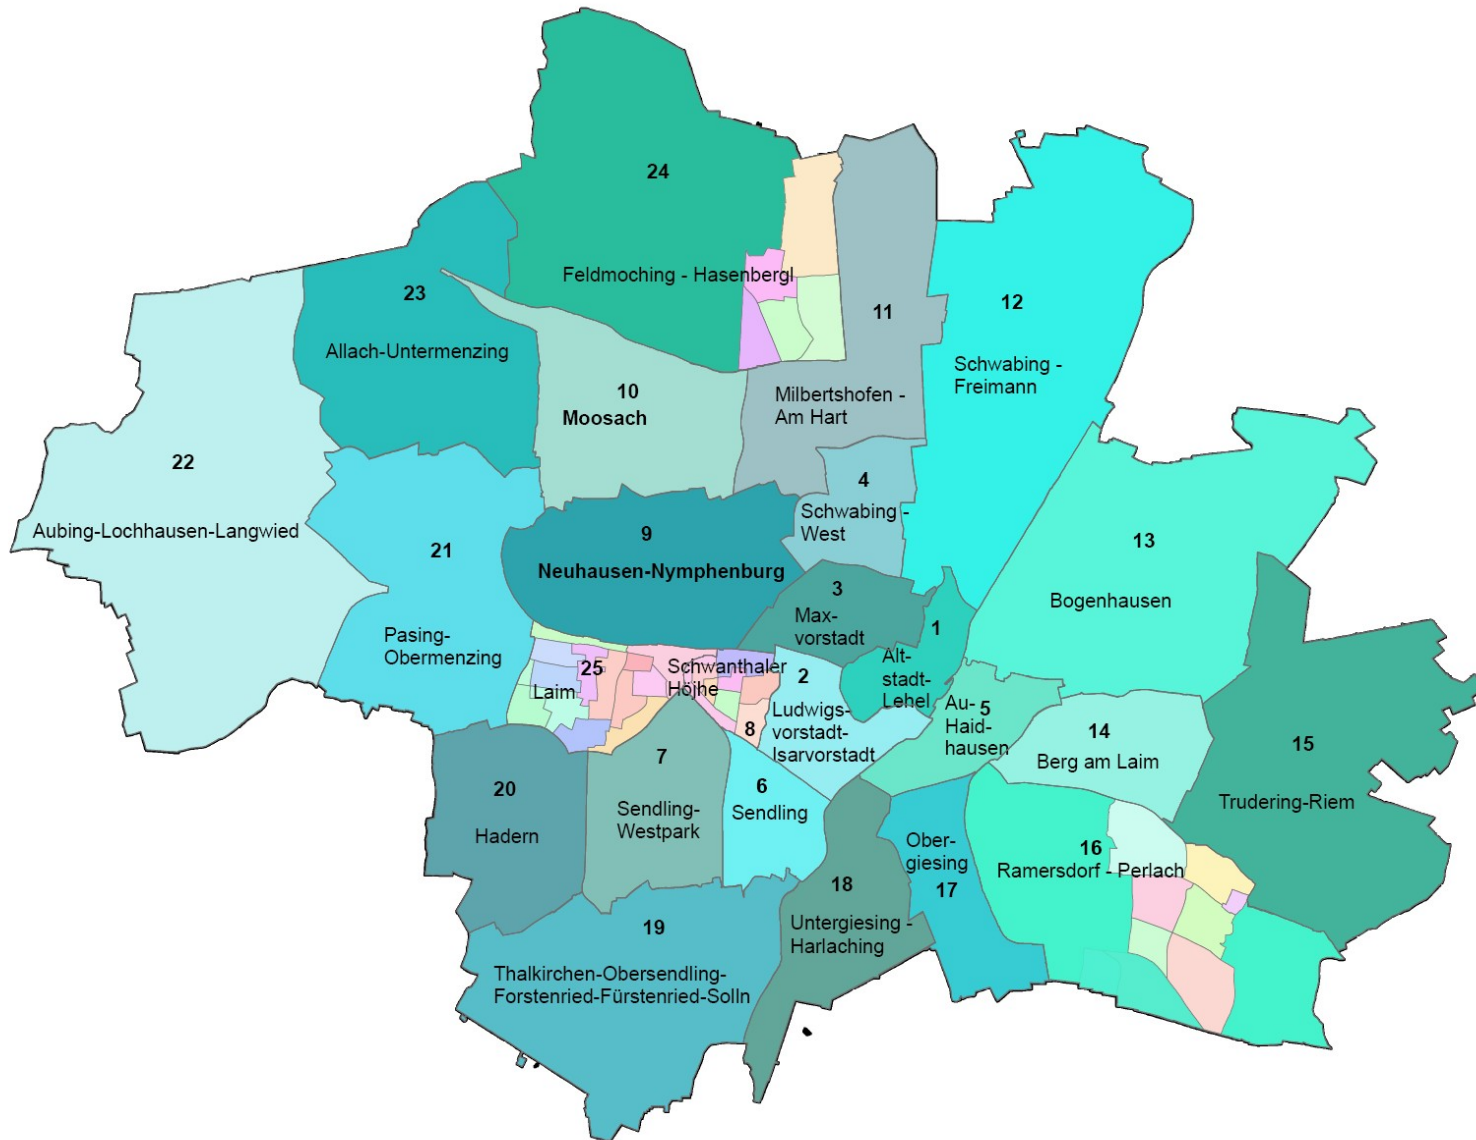 24
Feldmoching - Hasenbergl
23
Allach-Untermenzing
11
Milbertshofen -
Am Hart
12
Schwabing -
Freimann
10
Moosach
22
Aubing-Lochhausen-Langwied
4
Schwabing -
West
21
Pasing-
Obermenzing
9
Neuhausen-Nymphenburg
13
Bogenhausen
3
Max-
vorstadt
1
Alt-
stadt-
Lehel
25
Laim
Schwanthaler
Höjhe
8
2
Ludwigs-
vorstadt-
Isarvorstadt
5
Au-
Haid-
hausen
14
Berg am Laim
15
Trudering-Riem
7
Sendling-
Westpark
6
Sendling
20
Hadern
16
Ramersdorf - Perlach
Ober-
giesing
17
18
Untergiesing -
Harlaching
19
Thalkirchen-Obersendling-
Forstenried-Fürstenried-Solln